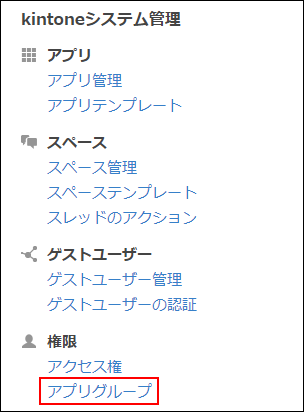 kintoneシステム管理
アプリ
アプリ管理
アプリテンプレート
スペース
スペース管理
スペーステンプレート
スレッドのアクション
ゲストユーザー
ゲストユーザー管理
ゲストユーザーの認証
権限
アクセス権
アプリグループ